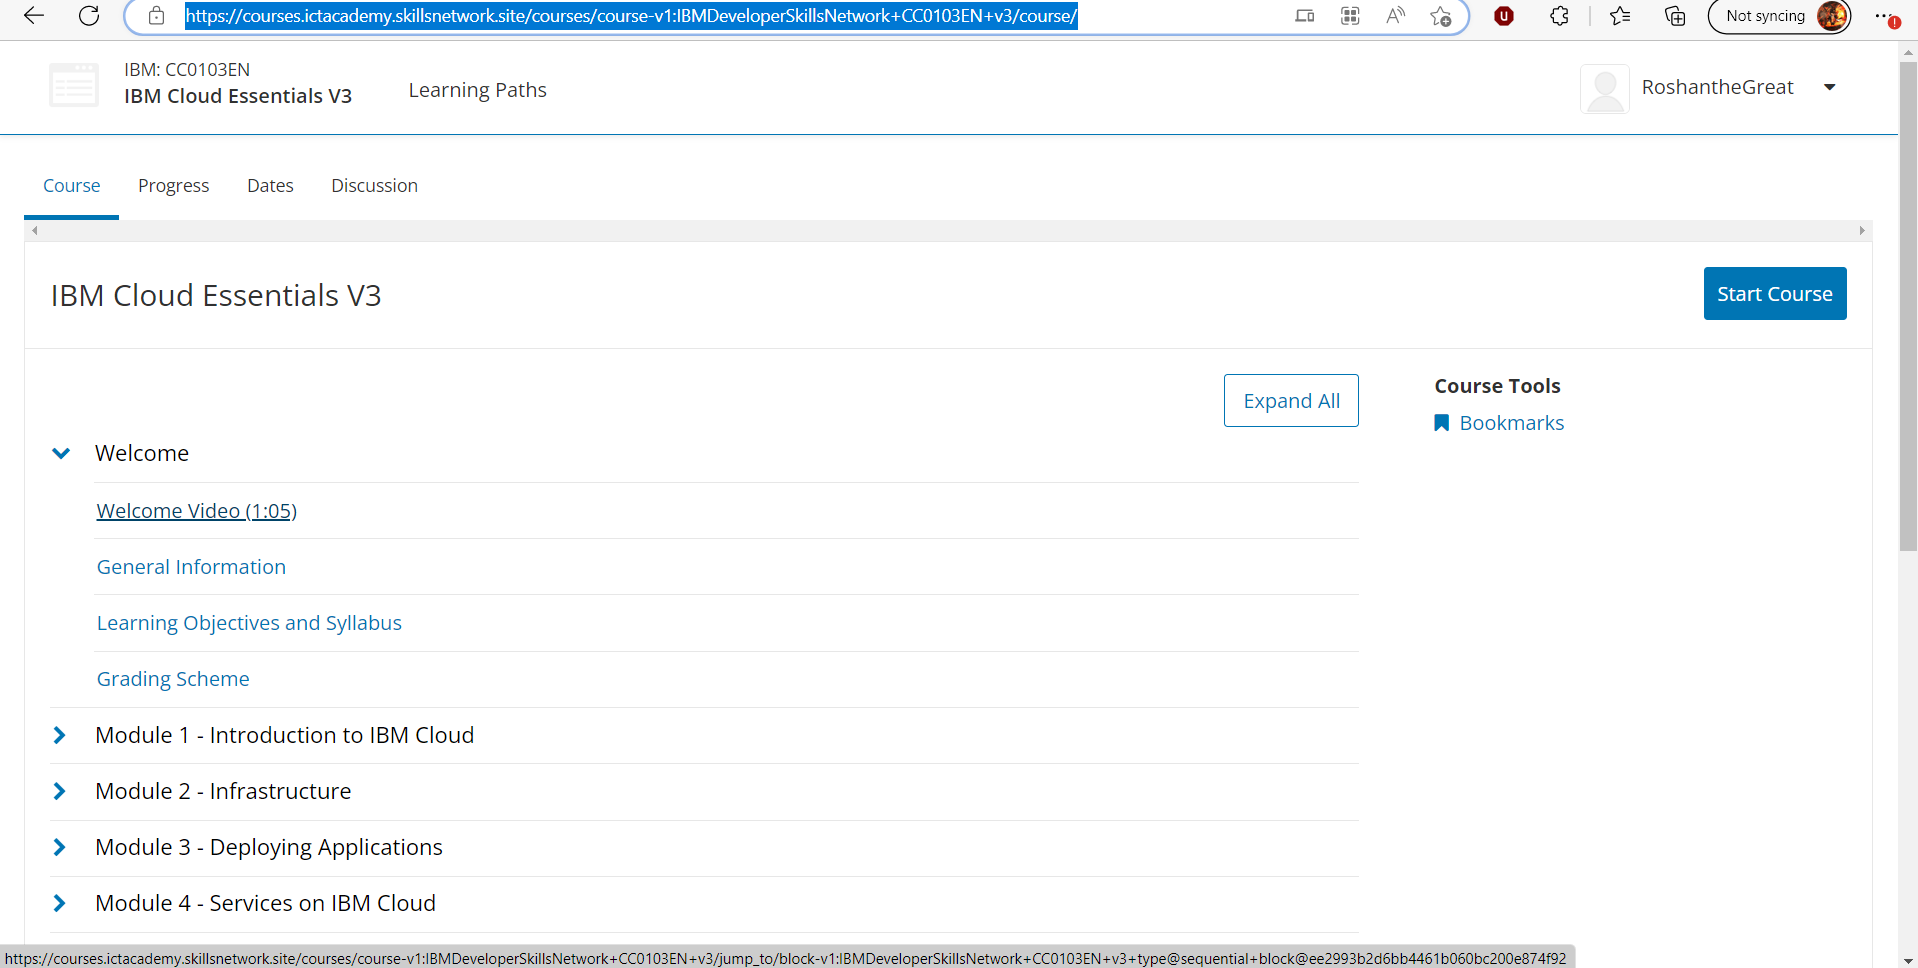 https://courses.ictacademy.skillsnetwork.site/courses/course-v1:IBMDeveloperSkillsNetwork+CC0103EN+v3/course/
Not syncing
IBM: CC0103EN
IBM Cloud Essentials V3
Learning Paths
RoshantheGreat
Course Progress Dates Discussion
IBM Cloud Essentials V3
Start Course
Expand All
Course Tools
Bookmarks
Welcome
Welcome Video (1:05)
General Information
Learning Objectives and Syllabus
Grading Scheme
Module 1 - Introduction to IBM Cloud
Module 2 - Infrastructure
Module 3 - Deploying Applications
Module 4 - Services on IBM Cloud
https://courses.ictacademy.skillsnetwork.site/courses/course-v1:IBMDeveloperSkillsNetwork+CC0103EN+v3/jump_to/block-v1:IBMDeveloperSkillsNetwork+CC0103EN+v3+type@sequential+block@ee2993b2d6bb4461b060bc200e874f92